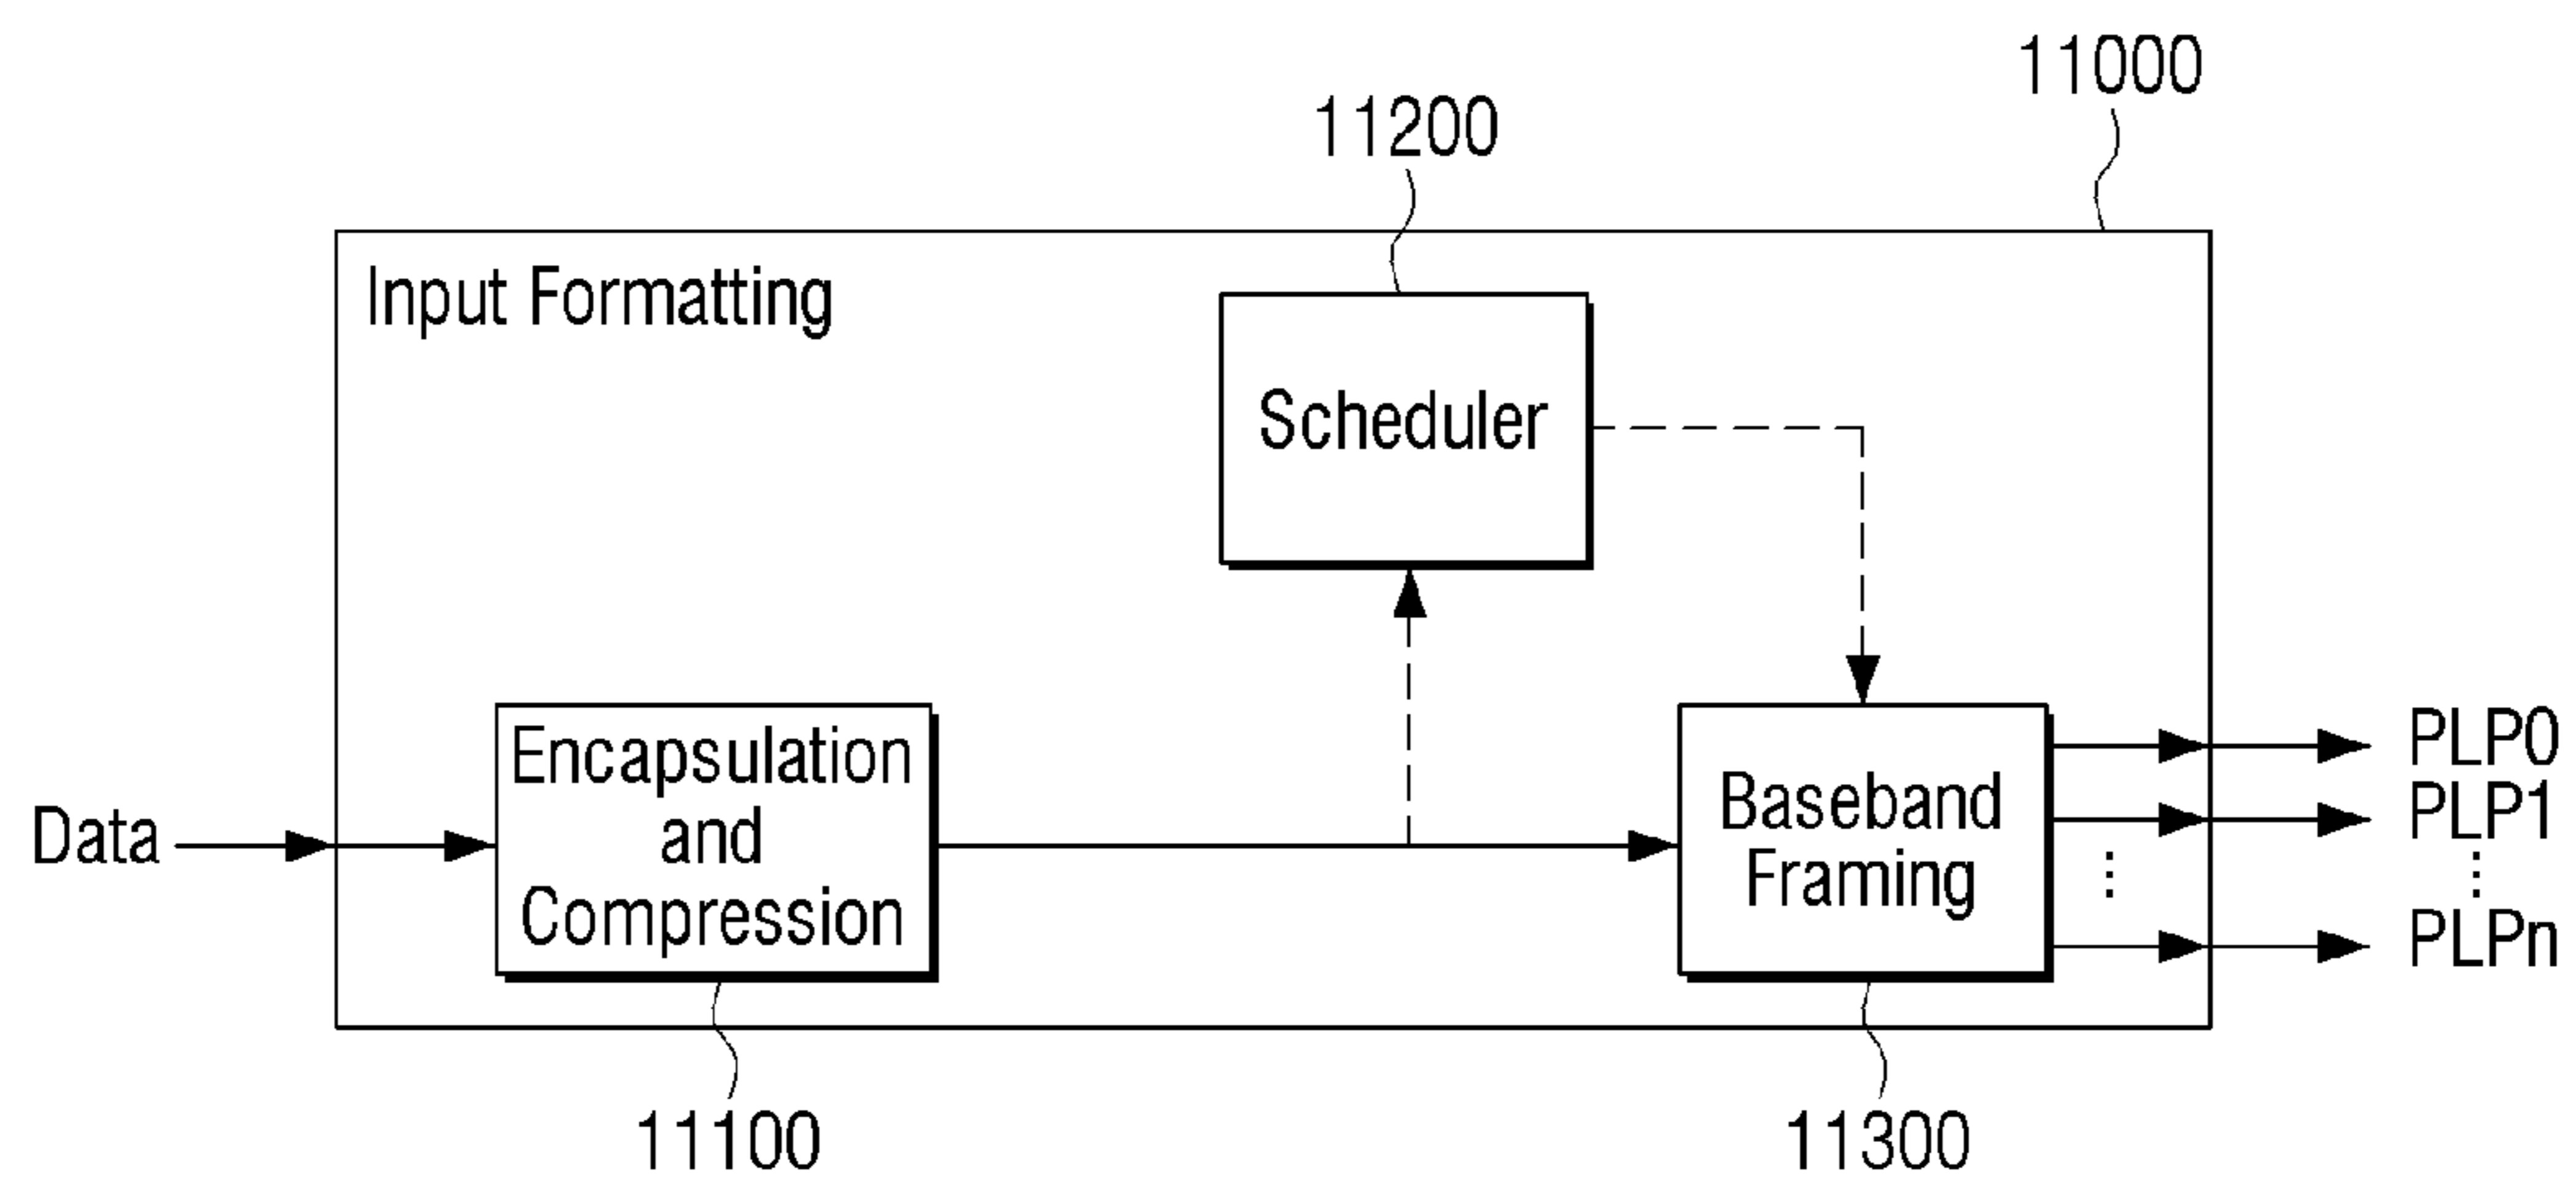 11000
11200
Input Formatting
Scheduler
Encapsulation
and
Compression
Data
Baseband
Framing
PLP0
PLP1
PLPn
11100
11300